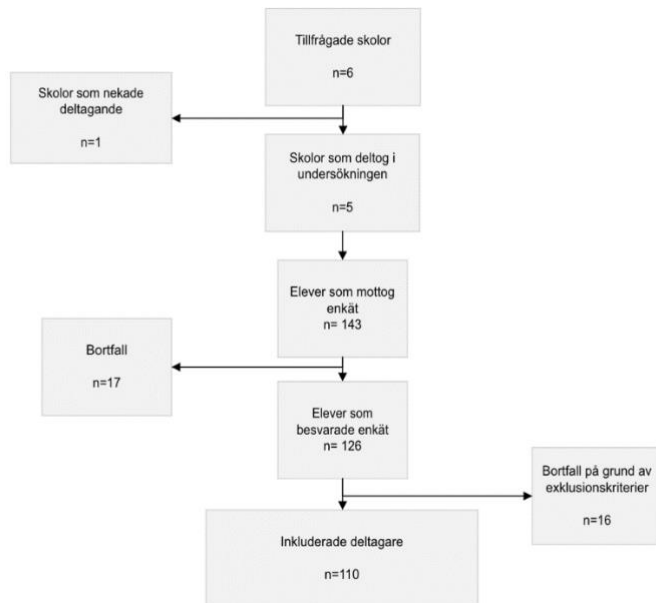 Tillfrågade skolor
n=6
Skolor som nekade
deltagande
n=1
Skolor som deltog i
undersökningen
n=5
Elever som mottog
enkät
n= 143
Bortfall
n=17
Elever som
besvarade enkät
n= 126
Bortfall på grund av
exklusionskriterier
n=16
Inkluderade deltagare
n=110